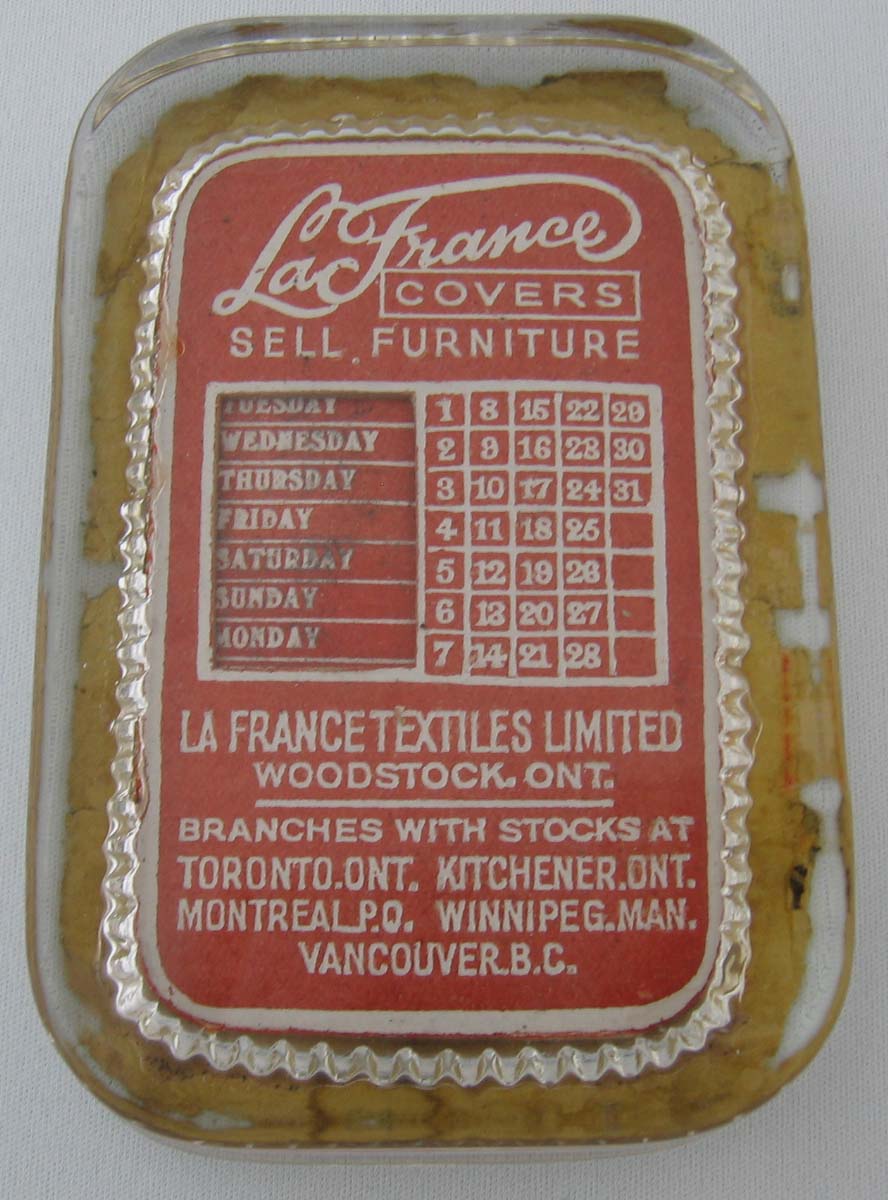 La France
COVERS
SELL FURNITURE
TUESDAY 1 8 15 22 29
WEDNESDAY 2 9 16 23 30
THURSDAY 3 10 17 24 31
FRIDAY 4 11 18 25
SATURDAY 5 12 19 26
SUNDAY 6 13 20 27
MONDAY 7 14 21 28
LA FRANCE TEXTILES LIMITED
WOODSTOCK. ONT.
BRANCHES WITH STOCKS AT
TORONTO.ONT. KITCHENER.ONT.
MONTREAL.P.Q. WINNIPEG.MAN.
VANCOUVER.B.C.